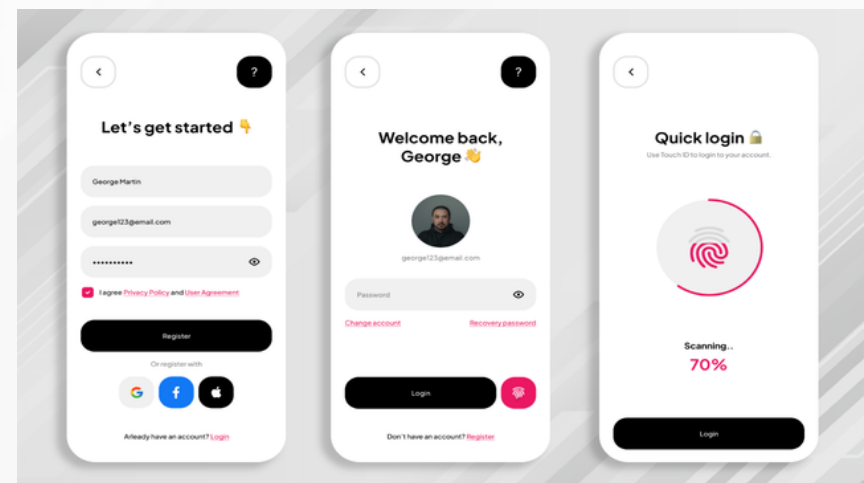 ?
Let's get started 👇
George Martin
george123@email.com
••••••••••
I agree Privacy Policy and User Agreement
Register
Or register with
G
f
Arleady have an account? Login
?
Welcome back,
George 👋
george123@email.com
Password
Change account
Recovery password
Login
Don't have an account? Register
Quick login 🔒
Use Touch ID to login to your account.
Scanning..
70%
Login